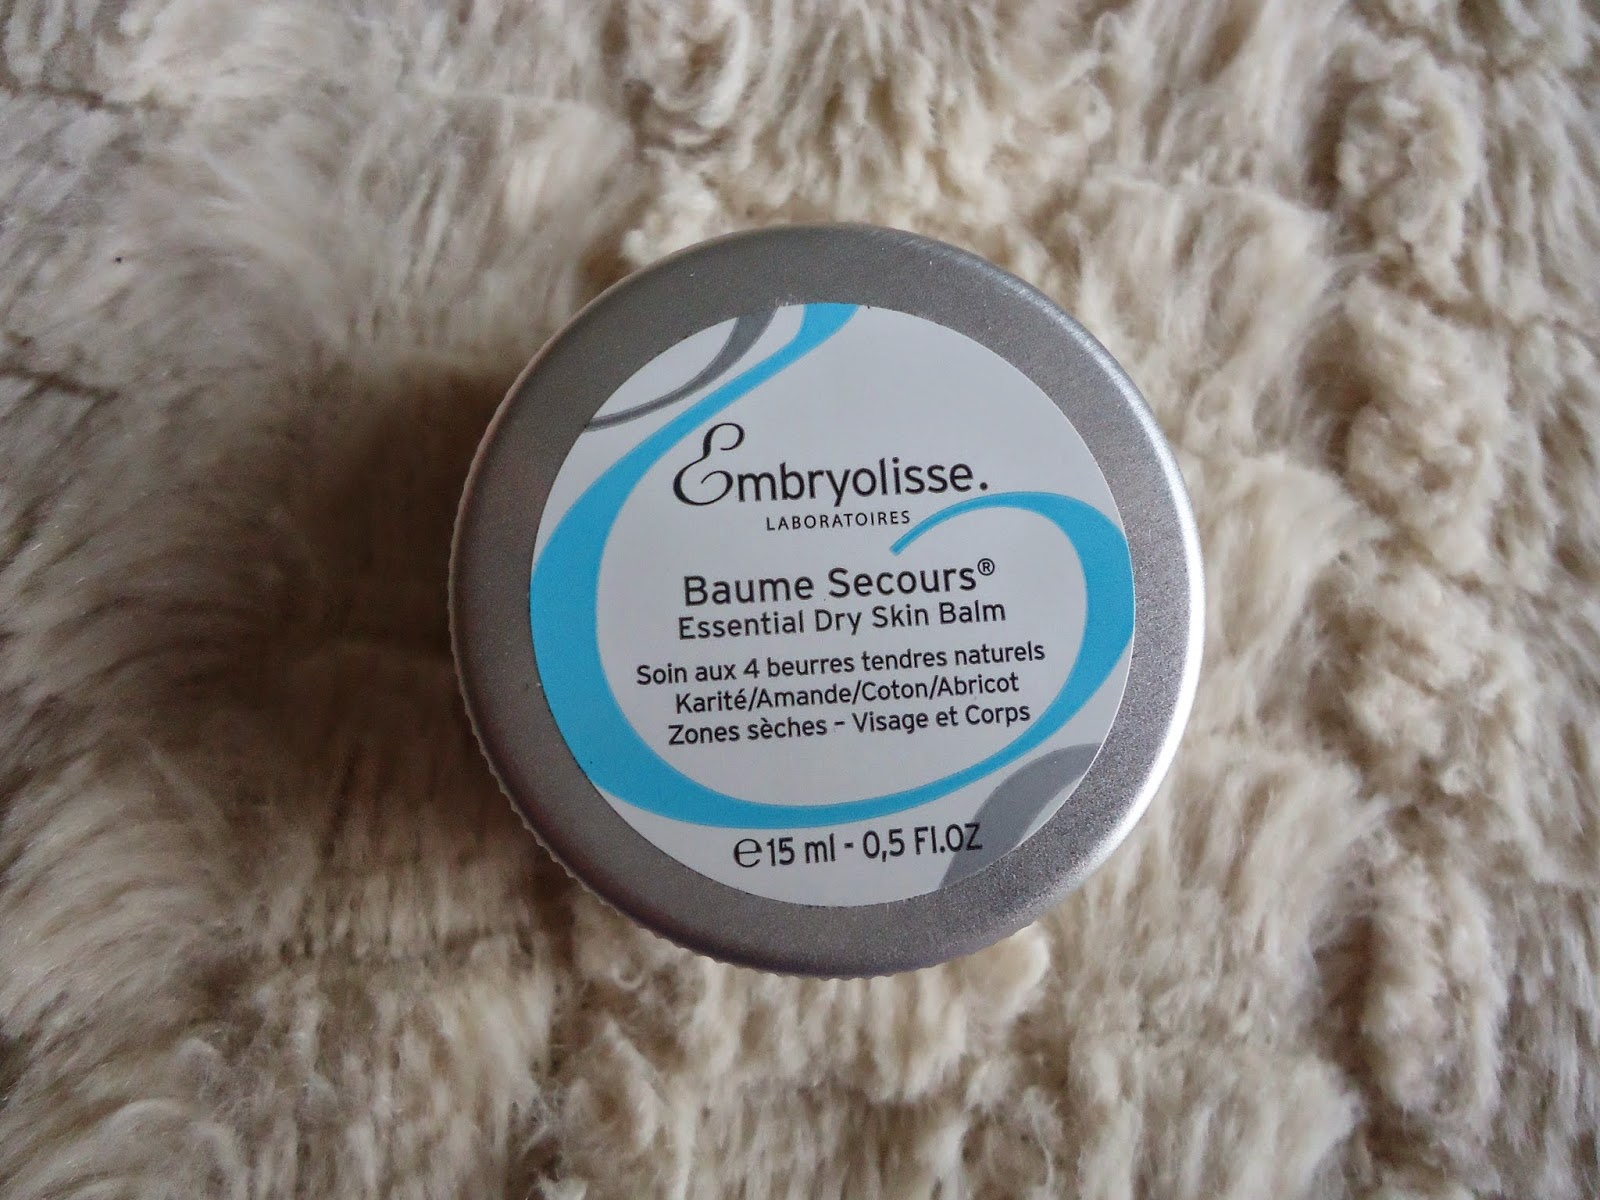 Embryolisse.
LABORATOIRES
Baume Secours®
Essential Dry Skin Balm
Soin aux 4 beurres tendres naturels
Karité/Amande/Coton/Abricot
Zones sèches - Visage et Corps
℮15 ml - 0,5 Fl.OZ